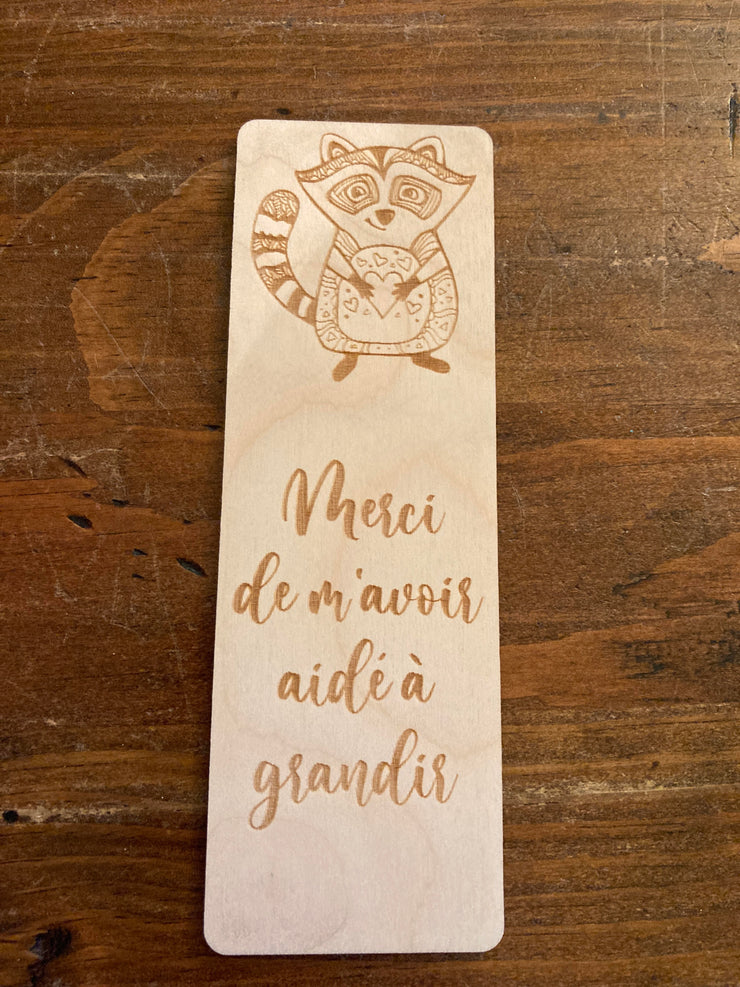 Merci
de m'avoir
aidé à
grandir